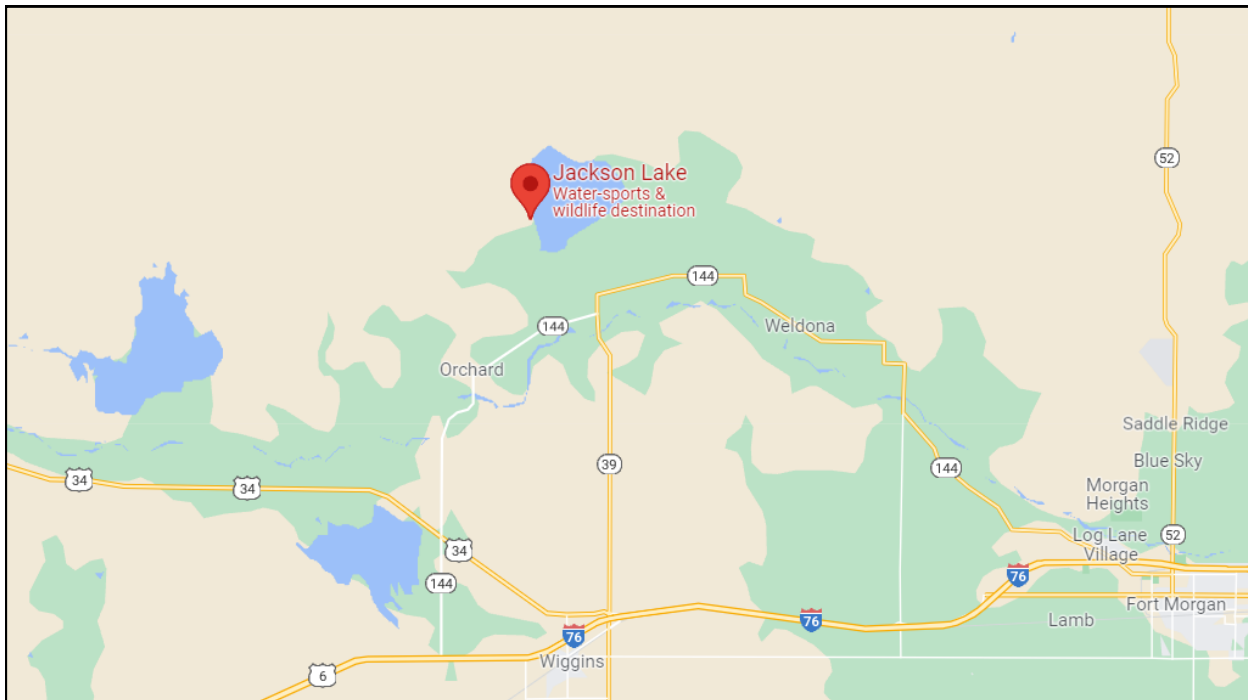 52
Jackson Lake
Water-sports &
wildlife destination
144
144
Weldona
Orchard
Saddle Ridge
39
Blue Sky
144
34
34
Morgan
Heights
Log Lane
Village
52
34
76
144
Fort Morgan
76
Lamb
76
Wiggins
6